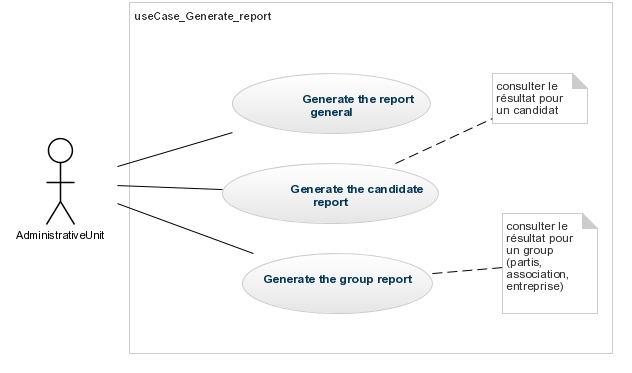 useCase_Generate_report
Generate the report
general
consulter le
résultat pour
un candidat
Generate the candidate
report
AdministrativeUnit
consulter le
résultat pour
un group
(partis,
association,
entreprise)
Generate the group report